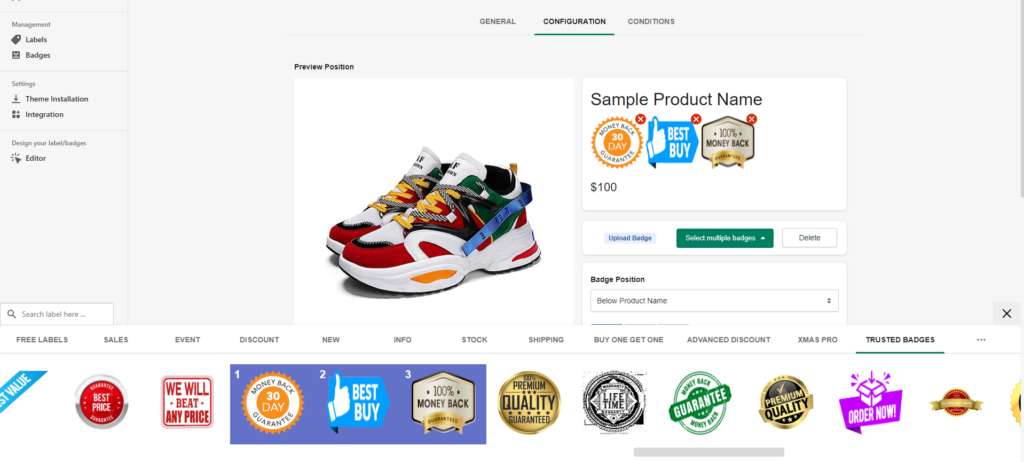 GENERAL
CONFIGURATION
CONDITIONS
Management
Labels
Badges
Settings
Theme Installation
Integration
Design your label/badges
Editor
Preview Position
Sample Product Name
MONEY BACK
30
DAY
GUARANTEE
BEST
BUY
100%
MONEY BACK
GUARANTEED
$100
Upload Badge
Select multiple badges
Delete
Badge Position
Below Product Name
Search label here ...
FREE LABELS
SALES
EVENT
DISCOUNT
NEW
INFO
STOCK
SHIPPING
BUY ONE GET ONE
ADVANCED DISCOUNT
XMAS PRO
TRUSTED BADGES
EST VALUE
GUARANTEE
BEST
PRICE
GUARANTEE
WE WILL
BEAT
ANY PRICE
1
MONEY BACK
30
DAY
GUARANTEE
2
BEST
BUY
3
100%
MONEY BACK
GUARANTEED
100%
PREMIUM
QUALITY
GUARANTEED
WARRANTY
LIFE
TIME
WARRANTY
MONEY BACK
GUARANTEE
MONEY BACK
PREMIUM
QUALITY
ORDER NOW!